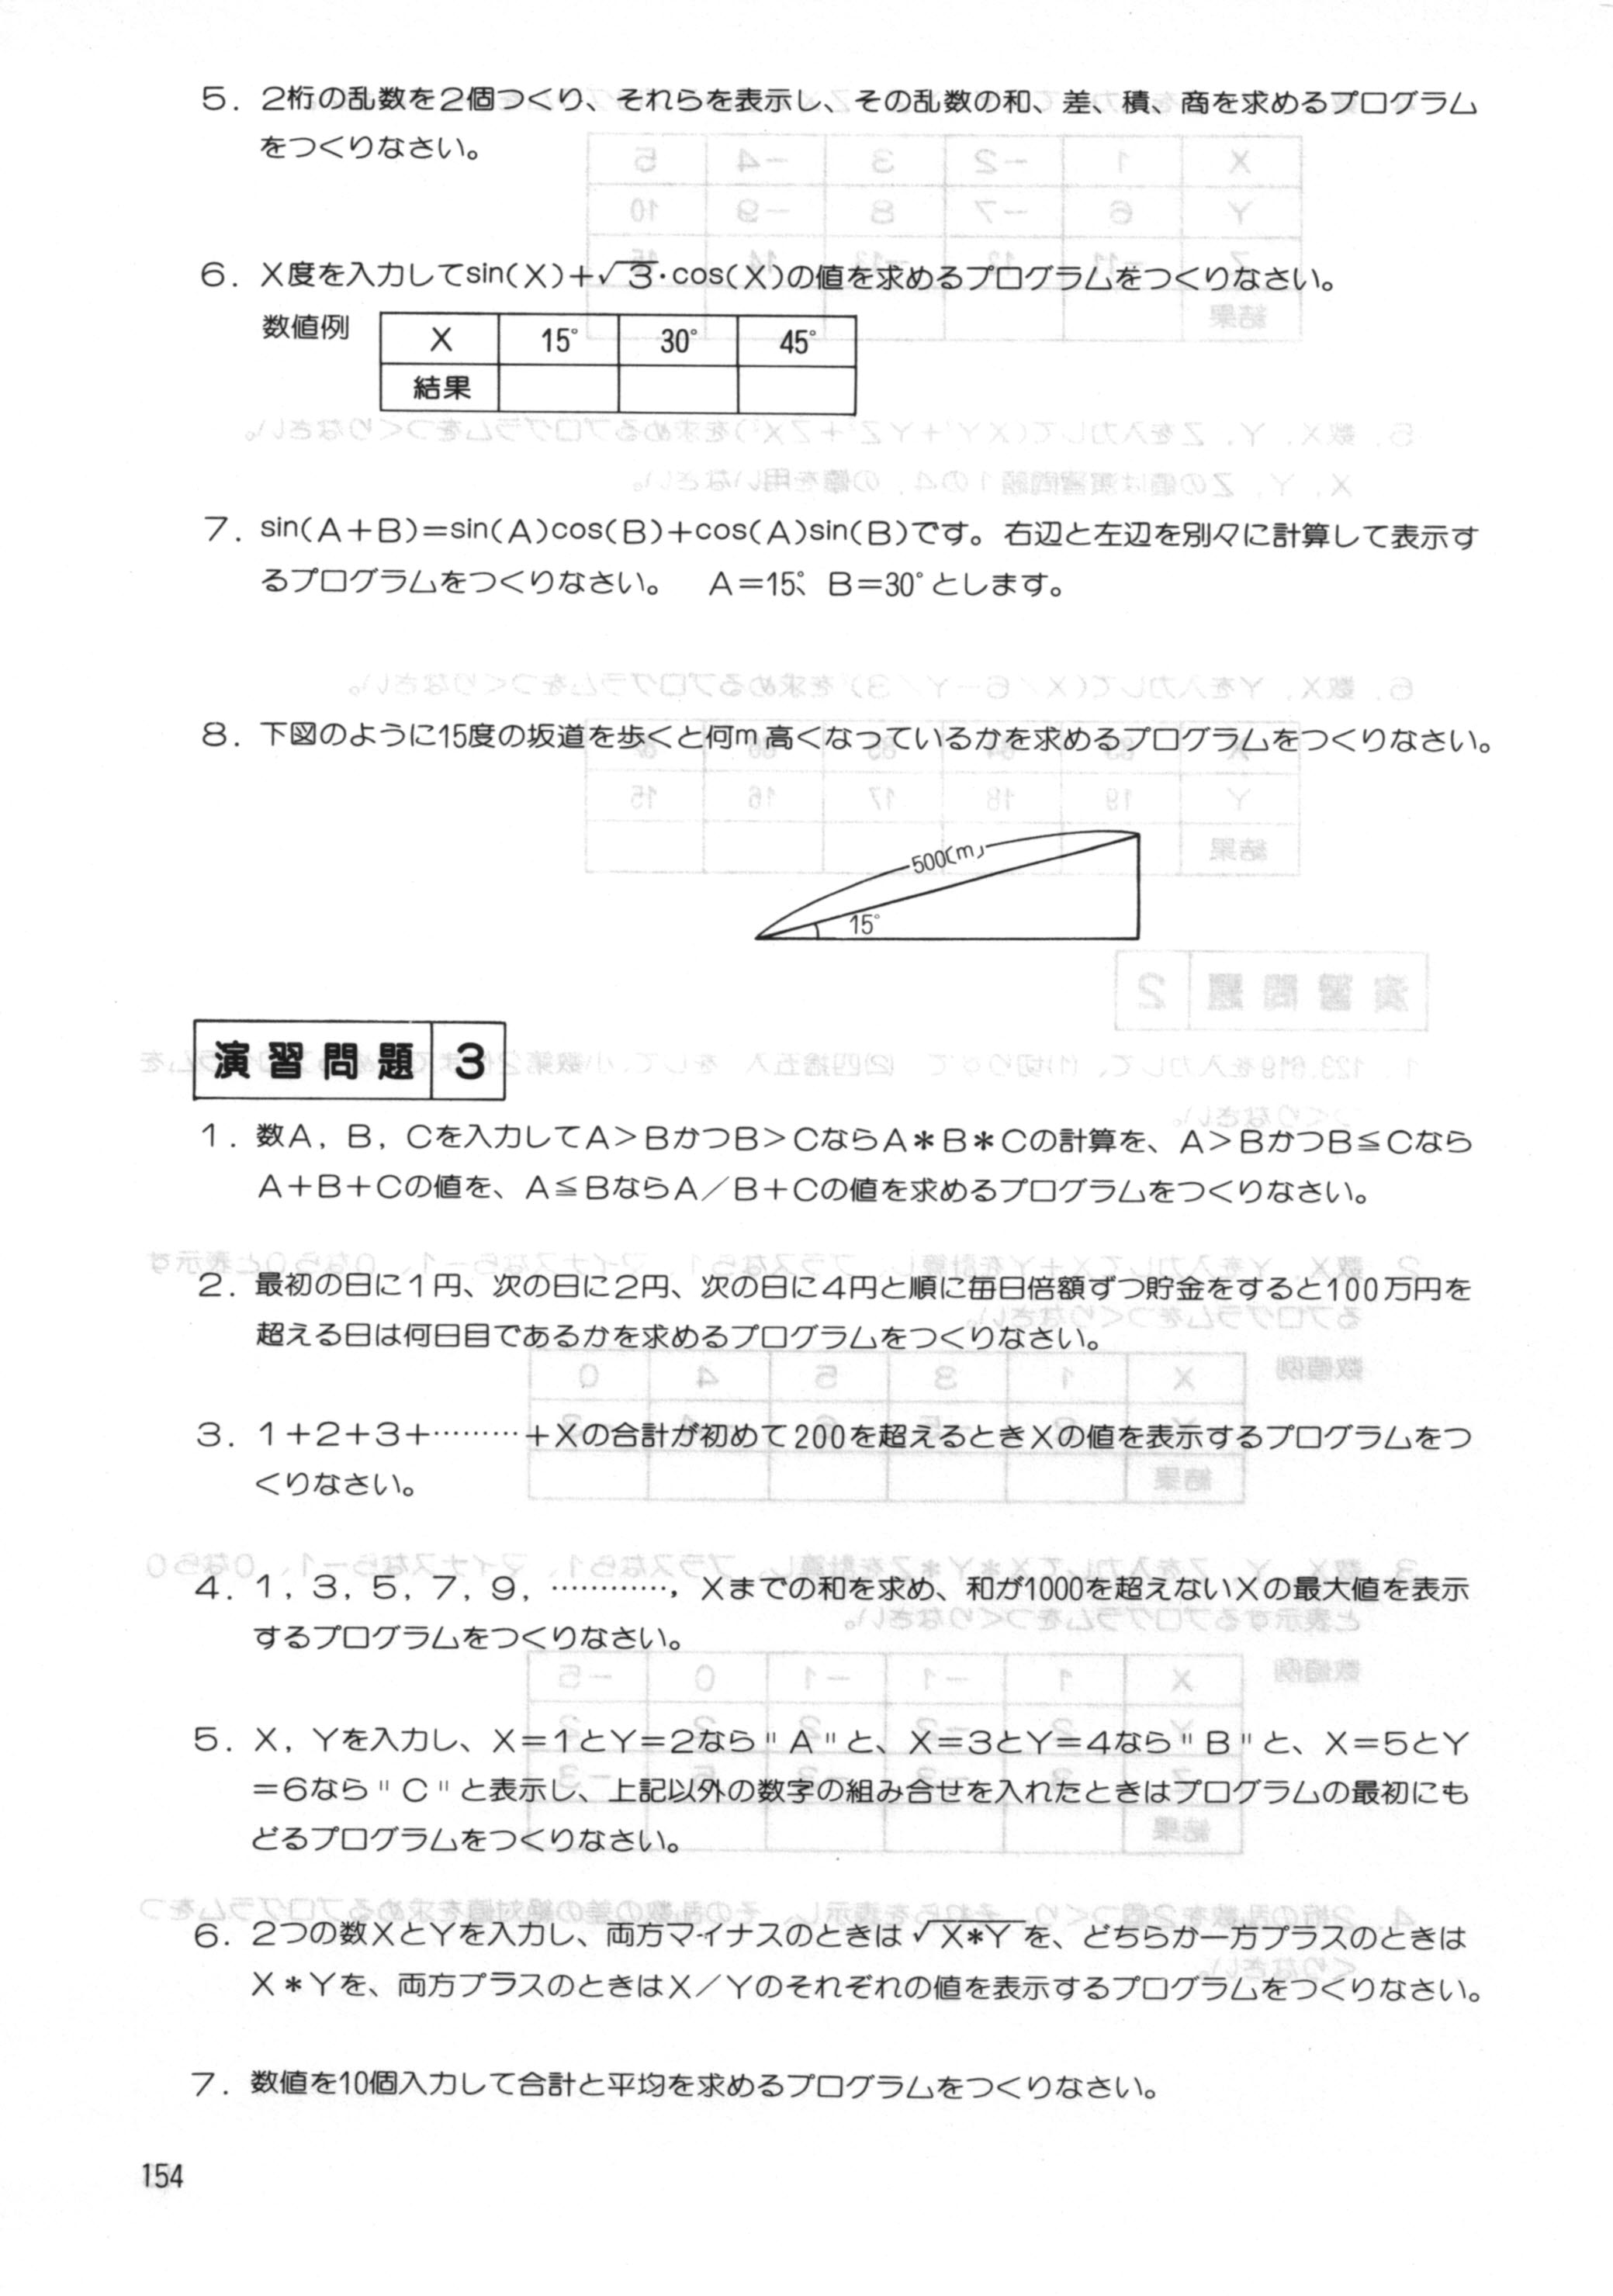 5. 2桁の乱数を2個つくり、それらを表示し、その乱数の和、差、積、商を求めるプログラム
をつくりなさい。
6. X度を入力してsin(X)+√3・cos(X)の値を求めるプログラムをつくりなさい。
数値例
X 15° 30° 45°
結果
7. sin(A+B)=sin(A)cos(B)+cos(A)sin(B)です。右辺と左辺を別々に計算して表示す
るプログラムをつくりなさい。 A=15°、B=30°とします。
8. 下図のように15度の坂道を歩くと何m高くなっているかを求めるプログラムをつくりなさい。
500(m)
15°
演習問題 3
1. 数A, B, Cを入力してA>BかつB>CならA*B*Cの計算を、A>BかつB≦Cなら
A+B+Cの値を、A≦BならA/B+Cの値を求めるプログラムをつくりなさい。
2. 最初の日に1円、次の日に2円、次の日に4円と順に毎日倍額ずつ貯金をすると100万円を
超える日は何日目であるかを求めるプログラムをつくりなさい。
3. 1+2+3+………+Xの合計が初めて200を超えるときXの値を表示するプログラムをつ
くりなさい。
4. 1, 3, 5, 7, 9, …………, Xまでの和を求め、和が1000を超えないXの最大値を表示
するプログラムをつくりなさい。
5. X, Yを入力し、X=1とY=2なら"A"と、X=3とY=4なら"B"と、X=5とY
=6なら"C"と表示し、上記以外の数字の組み合せを入れたときはプログラムの最初にも
どるプログラムをつくりなさい。
6. 2つの数XとYを入力し、両方マイナスのときは√X*Yを、どちらか一方プラスのときは
X*Yを、両方プラスのときはX/Yのそれぞれの値を表示するプログラムをつくりなさい。
7. 数値を10個入力して合計と平均を求めるプログラムをつくりなさい。
154